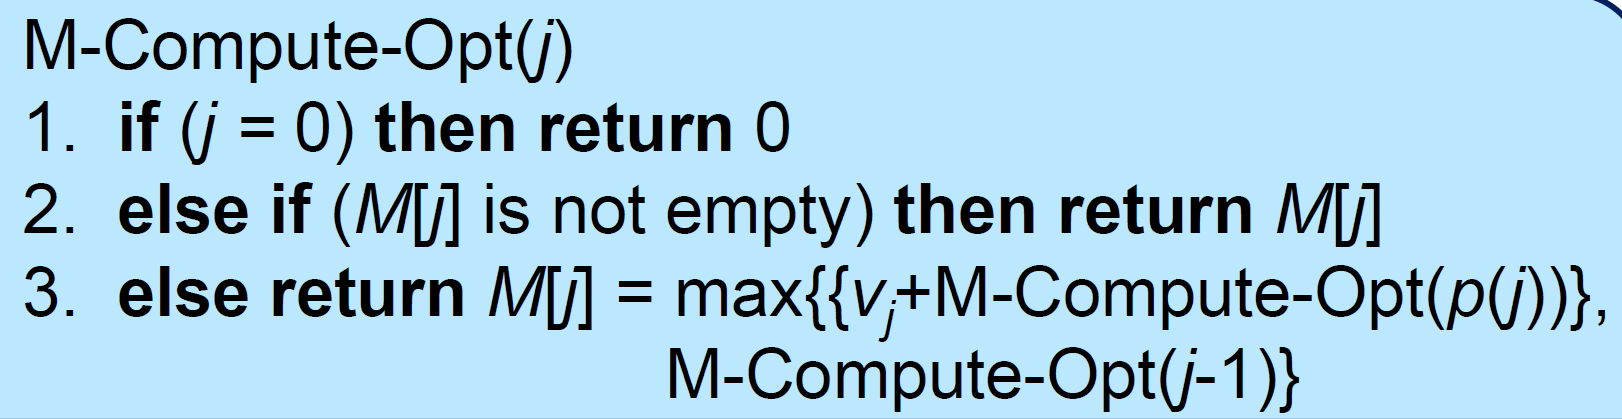 M-Compute-Opt(j)
1. if (j = 0) then return 0
2. else if (M[j] is not empty) then return M[j]
3. else return M[j] = max{{vj+M-Compute-Opt(p(j))},
M-Compute-Opt(j-1)}